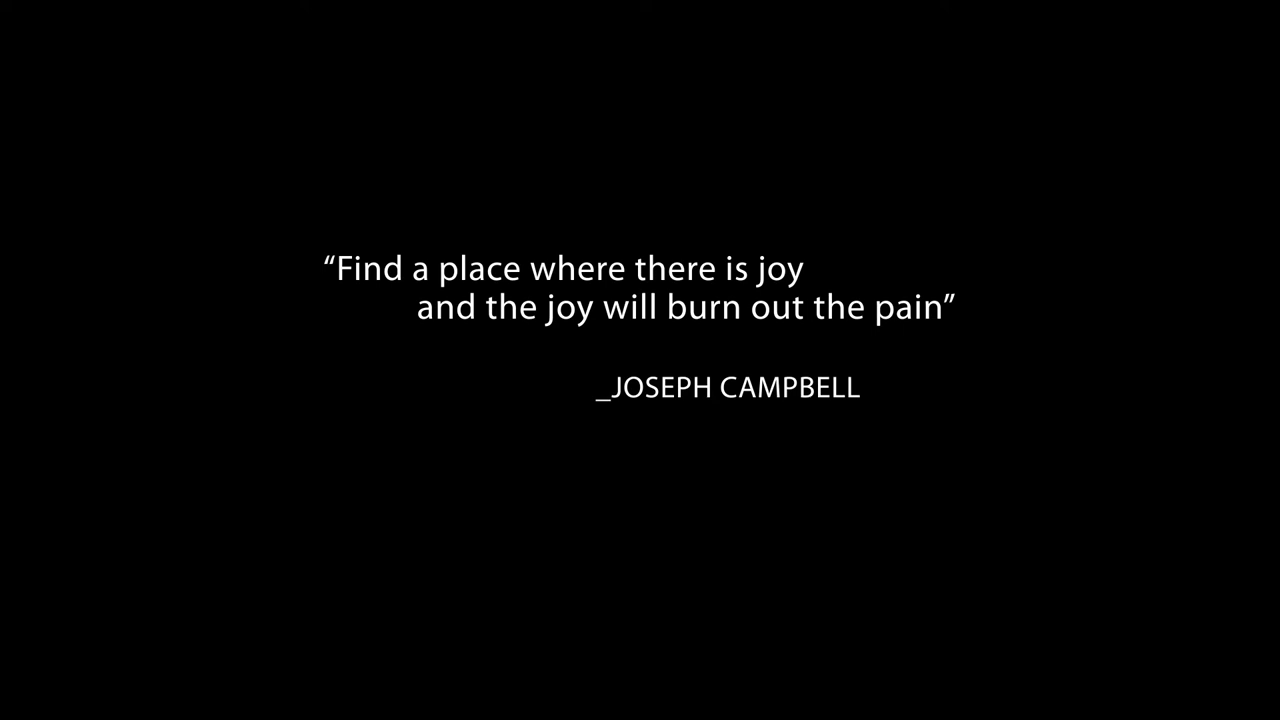 “Find a place where there is joy
and the joy will burn out the pain”
_JOSEPH CAMPBELL